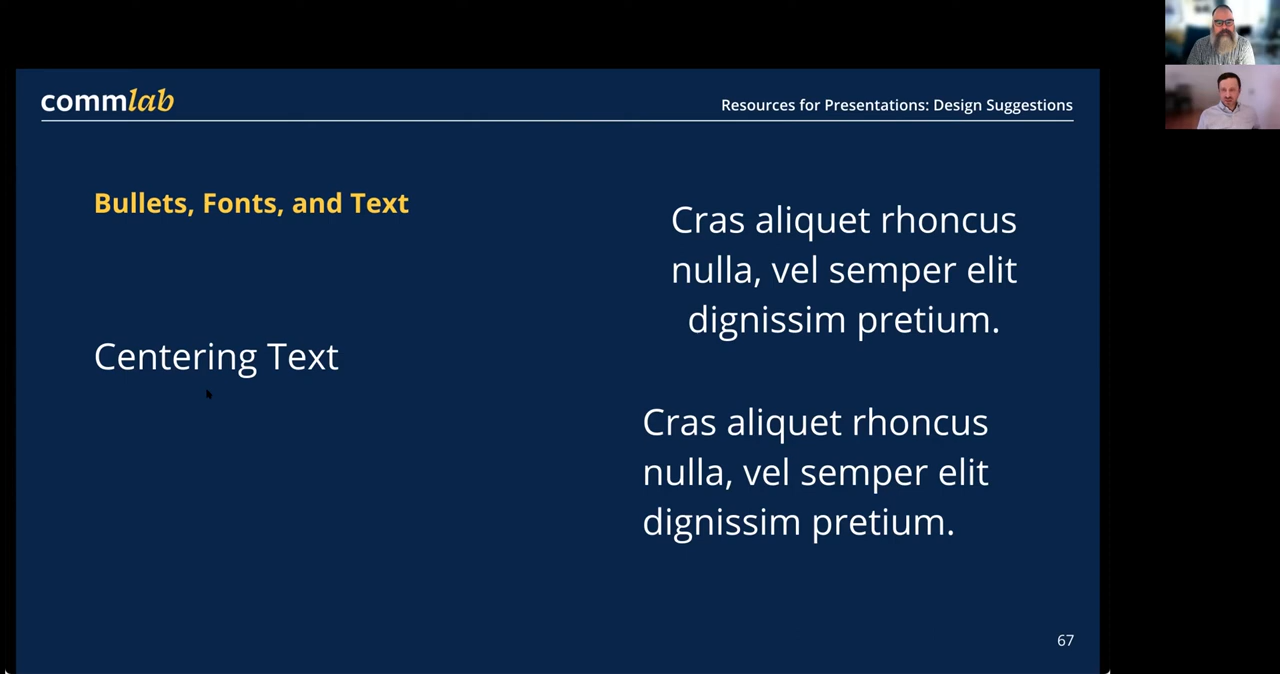 commlab
Resources for Presentations: Design Suggestions
Bullets, Fonts, and Text
Centering Text
Cras aliquet rhoncus
nulla, vel semper elit
dignissim pretium.
Cras aliquet rhoncus
nulla, vel semper elit
dignissim pretium.
67